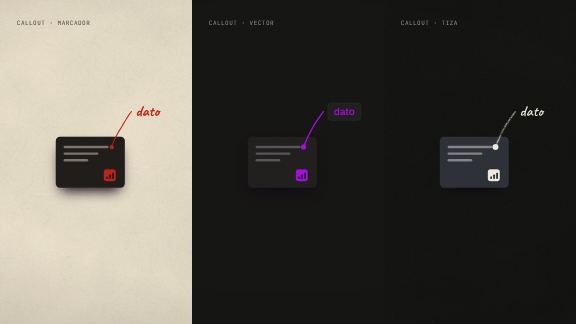 CALLOUT · MARCADOR
dato
CALLOUT · VECTOR
dato
CALLOUT · TIZA
dato